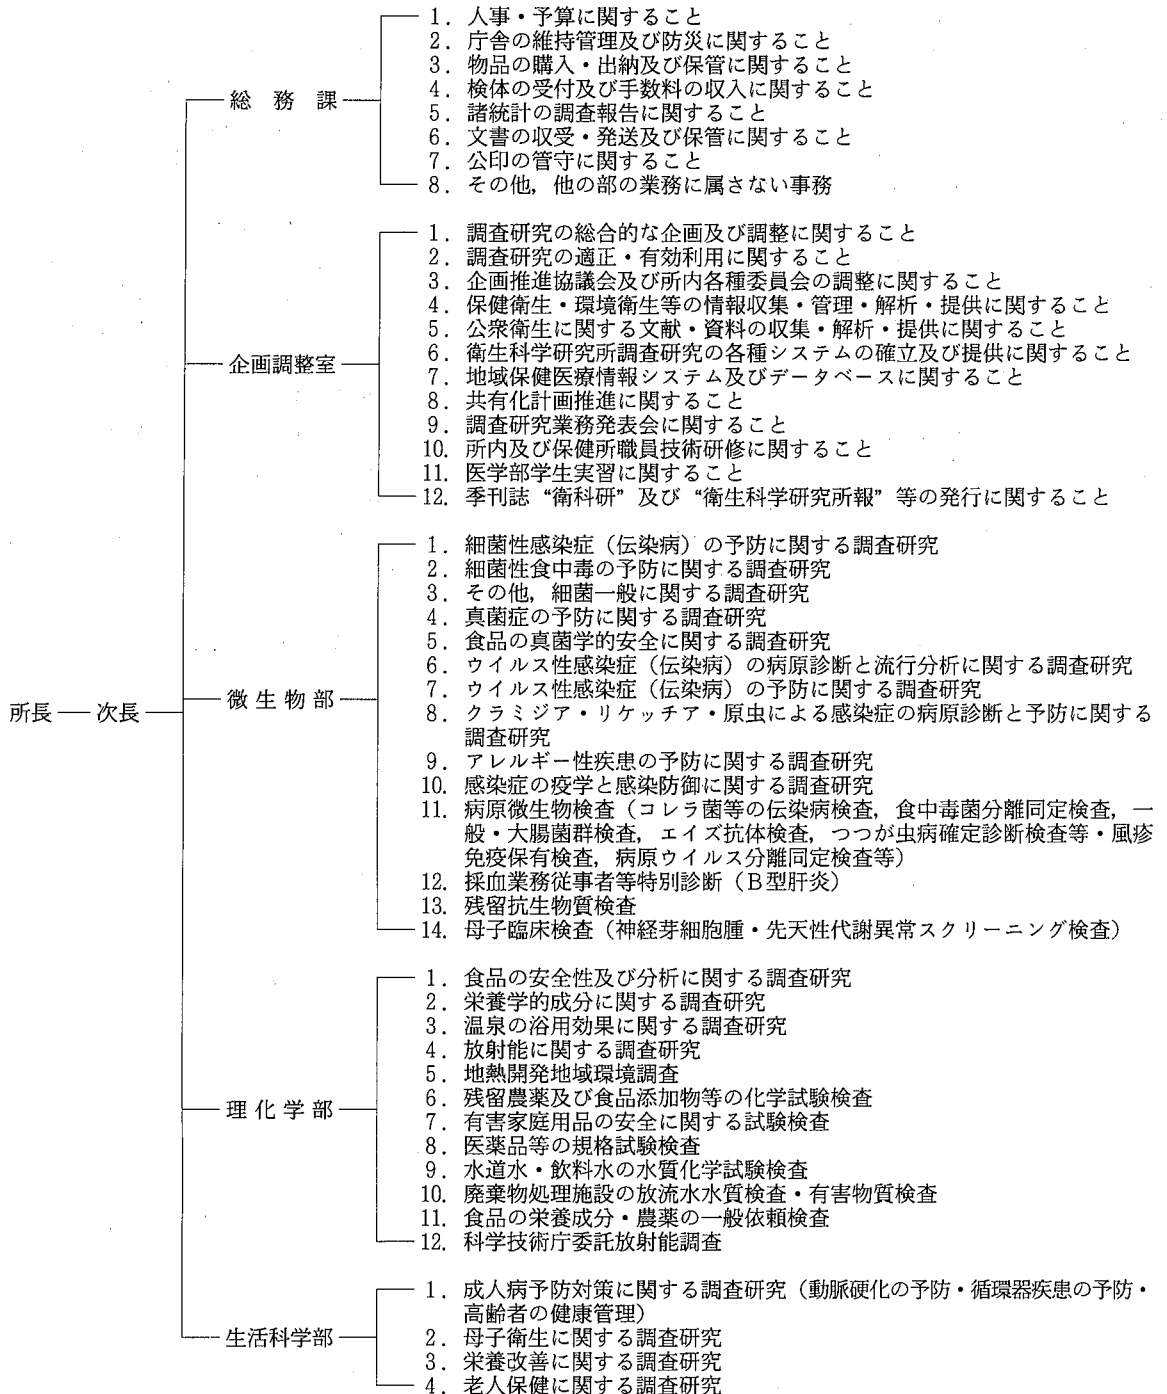 総務課
1. 人事・予算に関すること
2. 庁舎の維持管理及び防災に関すること
3. 物品の購入・出納及び保管に関すること
4. 検体の受付及び手数料の収入に関すること
5. 諸統計の調査報告に関すること
6. 文書の収受・発送及び保管に関すること
7. 公印の管守に関すること
8. その他,他の部の業務に属さない事務
企画調整室
1. 調査研究の総合的な企画及び調整に関すること
2. 調査研究の適正・有効利用に関すること
3. 企画推進協議会及び所内各種委員会の調整に関すること
4. 保健衛生・環境衛生等の情報収集・管理・解析・提供に関すること
5. 公衆衛生に関する文献・資料の収集・解析・提供に関すること
6. 衛生科学研究所調査研究の各種システムの確立及び提供に関すること
7. 地域保健医療情報システム及びデータベースに関すること
8. 共有化計画推進に関すること
9. 調査研究業務発表会に関すること
10. 所内及び保健所職員技術研修に関すること
11. 医学部学生実習に関すること
12. 季刊誌“衛科研”及び“衛生科学研究所報”等の発行に関すること
所長 次長
微生物部
1. 細菌性感染症(伝染病)の予防に関する調査研究
2. 細菌性食中毒の予防に関する調査研究
3. その他,細菌一般に関する調査研究
4. 真菌症の予防に関する調査研究
5. 食品の真菌学的安全に関する調査研究
6. ウイルス性感染症(伝染病)の病原診断と流行分析に関する調査研究
7. ウイルス性感染症(伝染病)の予防に関する調査研究
8. クラミジア・リケッチア・原虫による感染症の病原診断と予防に関する
調査研究
9. アレルギー性疾患の予防に関する調査研究
10. 感染症の疫学と感染防御に関する調査研究
11. 病原微生物検査(コレラ菌等の伝染病検査,食中毒菌分離同定検査,一
般・大腸菌群検査,エイズ抗体検査,つつが虫病確定診断検査等・風疹
免疫保有検査,病原ウイルス分離同定検査等)
12. 採血業務従事者等特別診断(B型肝炎)
13. 残留抗生物質検査
14. 母子臨床検査(神経芽細胞腫・先天性代謝異常スクリーニング検査)
理化学部
1. 食品の安全性及び分析に関する調査研究
2. 栄養学的成分に関する調査研究
3. 温泉の浴用効果に関する調査研究
4. 放射能に関する調査研究
5. 地熱開発地域環境調査
6. 残留農薬及び食品添加物等の化学試験検査
7. 有害家庭用品の安全に関する試験検査
8. 医薬品等の規格試験検査
9. 水道水・飲料水の水質化学試験検査
10. 廃棄物処理施設の放流水水質検査・有害物質検査
11. 食品の栄養成分・農薬の一般依頼検査
12. 科学技術庁委託放射能調査
生活科学部
1. 成人病予防対策に関する調査研究(動脈硬化の予防・循環器疾患の予防・
高齢者の健康管理)
2. 母子衛生に関する調査研究
3. 栄養改善に関する調査研究
4. 老人保健に関する調査研究